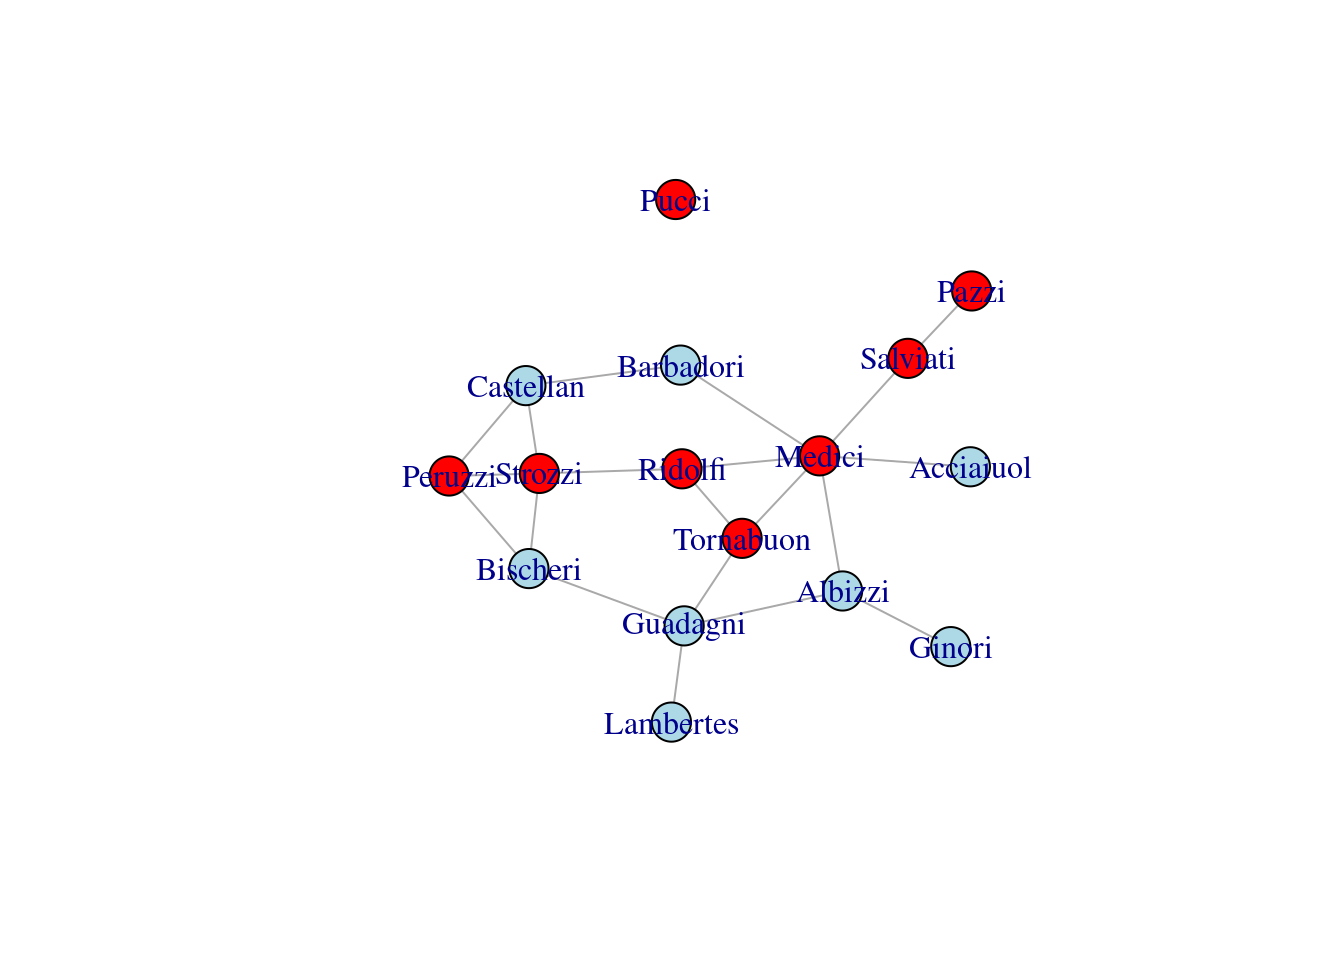 Pucci
Pazzi
Salviati
Barbadori
Castellan
Medici
Acciaiuol
Ridolfi
Strozzi
Peruzzi
Tornabuon
Bischeri
Albizzi
Guadagni
Ginori
Lambertes